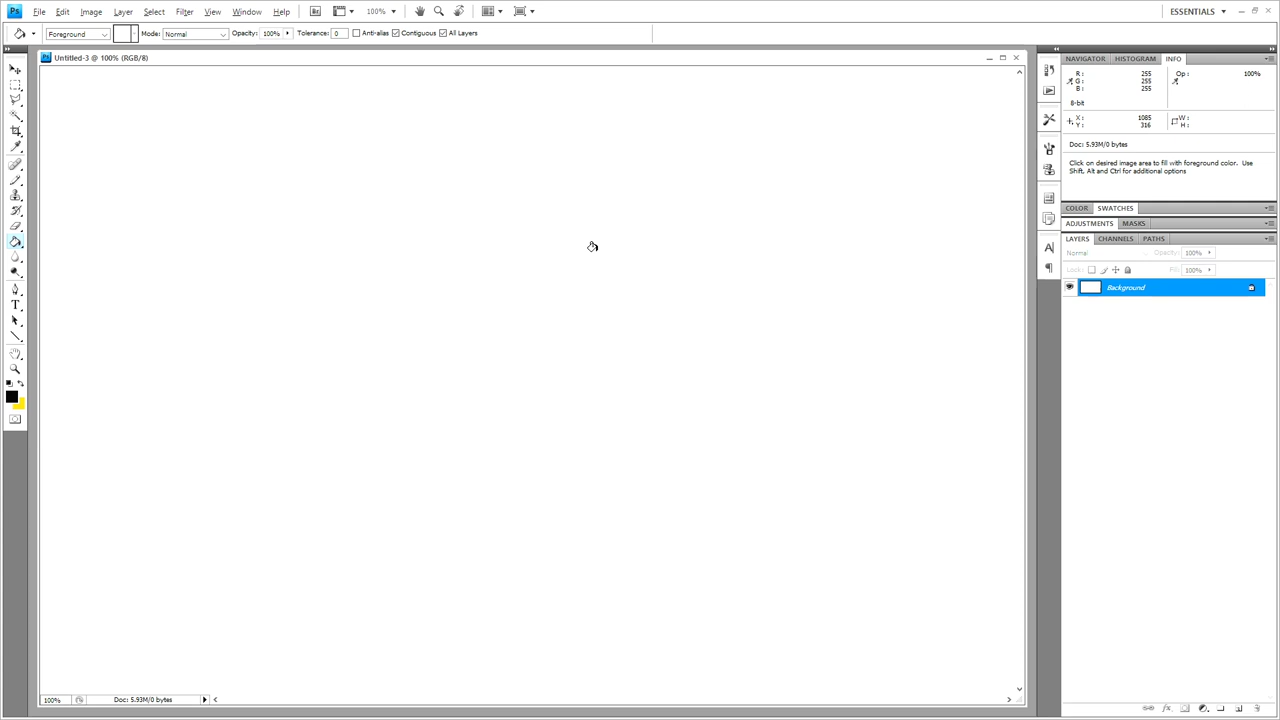 Ps File Edit Image Layer Select Filter View Window Help Br 100% ESSENTIALS
Foreground Mode: Normal Opacity: 100% Tolerance: 0 Anti-alias Contiguous All Layers
Ps Untitled-3 @ 100% (RGB/8)
NAVIGATOR HISTOGRAM INFO
R: 255 Op: 100%
G: 255
B: 255
8-bit
X: 1085 W:
Y: 316 H:
Doc: 5.93M/0 bytes
Click on desired image area to fill with foreground color. Use
Shift, Alt and Ctrl for additional options
COLOR SWATCHES
ADJUSTMENTS MASKS
LAYERS CHANNELS PATHS
Normal Opacity: 100%
Lock: Fill: 100%
Background
T
A
fx
100% Doc: 5.93M/0 bytes